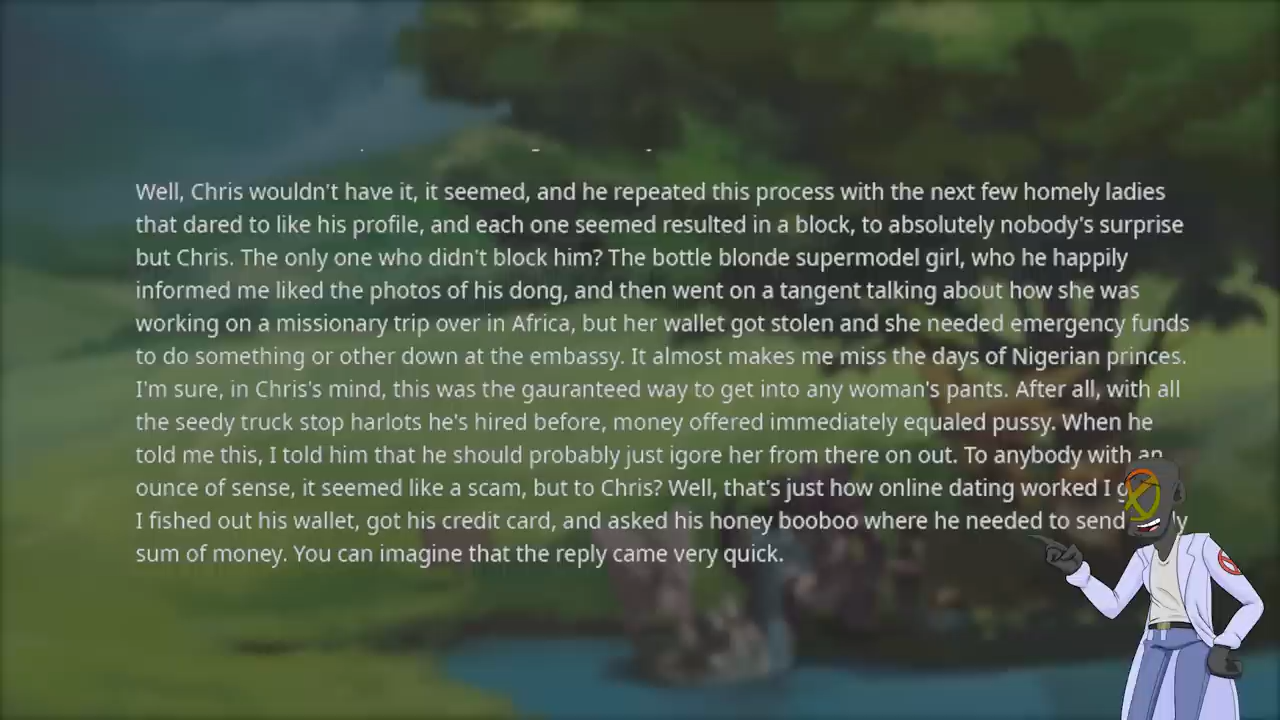 Well, Chris wouldn't have it, it seemed, and he repeated this process with the next few homely ladies
that dared to like his profile, and each one seemed resulted in a block, to absolutely nobody's surprise
but Chris. The only one who didn't block him? The bottle blonde supermodel girl, who he happily
informed me liked the photos of his dong, and then went on a tangent talking about how she was
working on a missionary trip over in Africa, but her wallet got stolen and she needed emergency funds
to do something or other down at the embassy. It almost makes me miss the days of Nigerian princes.
I'm sure, in Chris's mind, this was the gauranteed way to get into any woman's pants. After all, with all
the seedy truck stop harlots he's hired before, money offered immediately equaled pussy. When he
told me this, I told him that he should probably just igore her from there on out. To anybody with an
ounce of sense, it seemed like a scam, but to Chris? Well, that's just how online dating worked I
I fished out his wallet, got his credit card, and asked his honey booboo where he needed to send
sum of money. You can imagine that the reply came very quick.